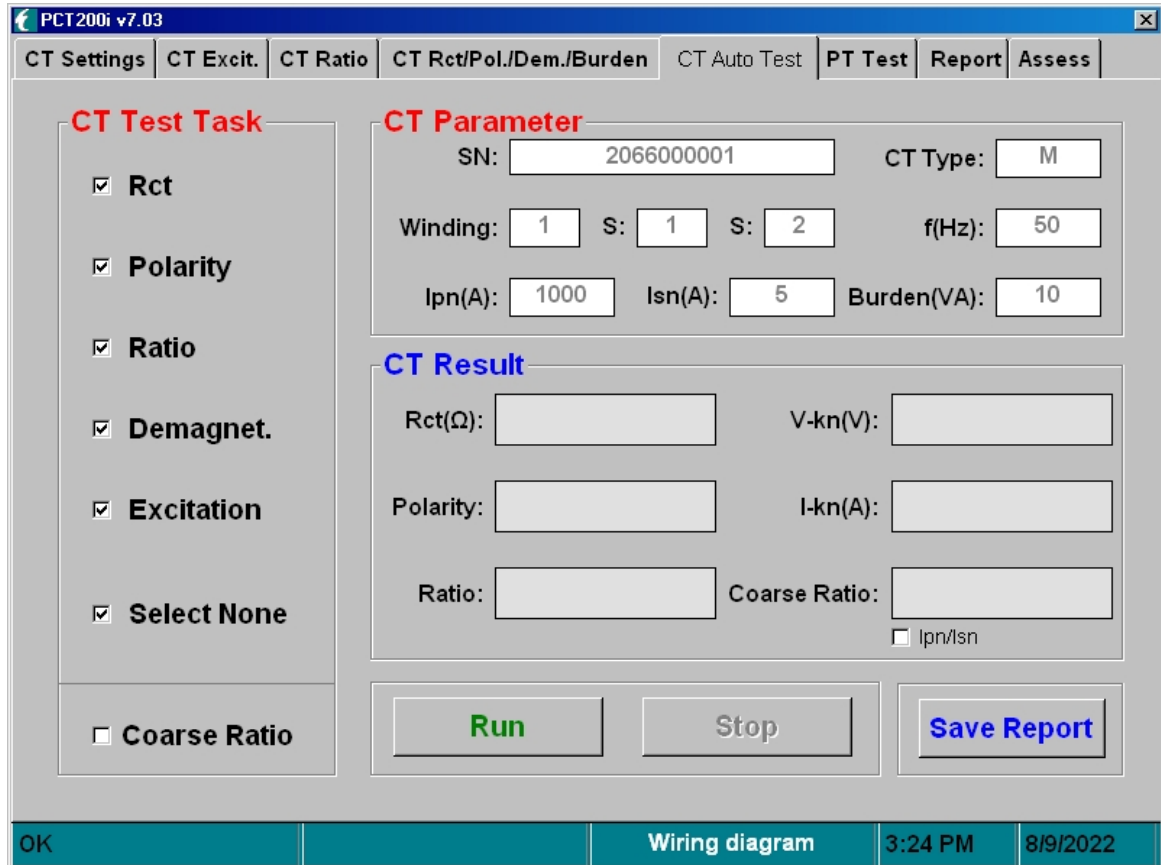 PCT200i v7.03
CT Settings CT Excit. CT Ratio CT Rct/Pol./Dem./Burden CT Auto Test PT Test Report Assess
CT Test Task
Rct
Polarity
Ratio
Demagnet.
Excitation
Select None
Coarse Ratio
CT Parameter
SN: 2066000001 CT Type: M
Winding: 1 S: 1 S: 2 f(Hz): 50
Ipn(A): 1000 Isn(A): 5 Burden(VA): 10
CT Result
Rct(Ω): V-kn(V):
Polarity: I-kn(A):
Ratio: Coarse Ratio:
Ipn/Isn
Run Stop Save Report
OK Wiring diagram 3:24 PM 8/9/2022